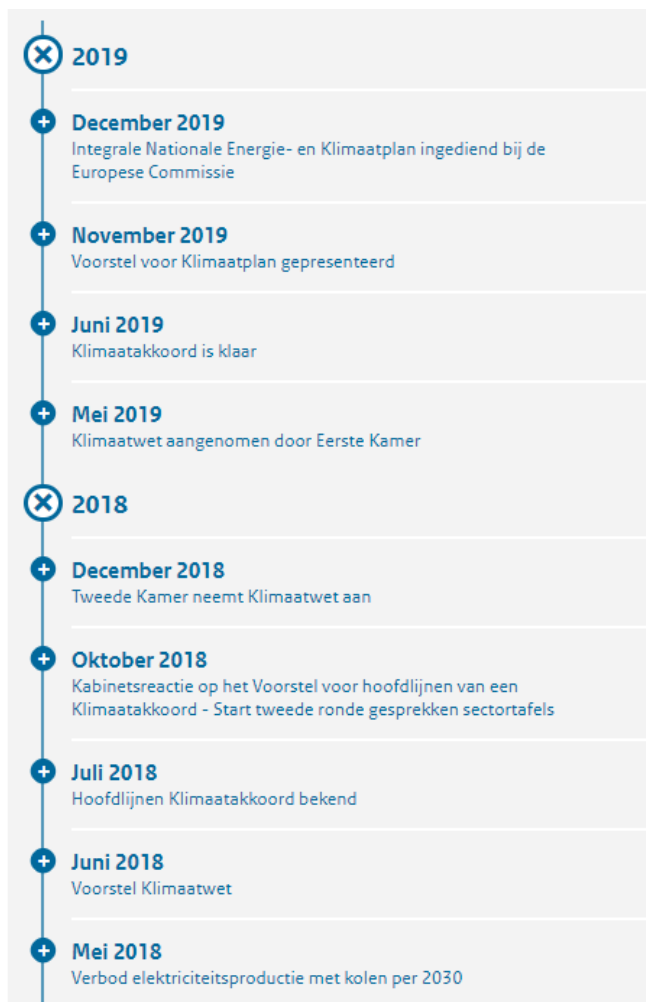 2019
December 2019
Integrale Nationale Energie- en Klimaatplan ingediend bij de
Europese Commissie
November 2019
Voorstel voor Klimaatplan gepresenteerd
Juni 2019
Klimaatakkoord is klaar
Mei 2019
Klimaatwet aangenomen door Eerste Kamer
2018
December 2018
Tweede Kamer neemt Klimaatwet aan
Oktober 2018
Kabinetsreactie op het Voorstel voor hoofdlijnen van een
Klimaatakkoord - Start tweede ronde gesprekken sectortafels
Juli 2018
Hoofdlijnen Klimaatakkoord bekend
Juni 2018
Voorstel Klimaatwet
Mei 2018
Verbod elektriciteitsproductie met kolen per 2030